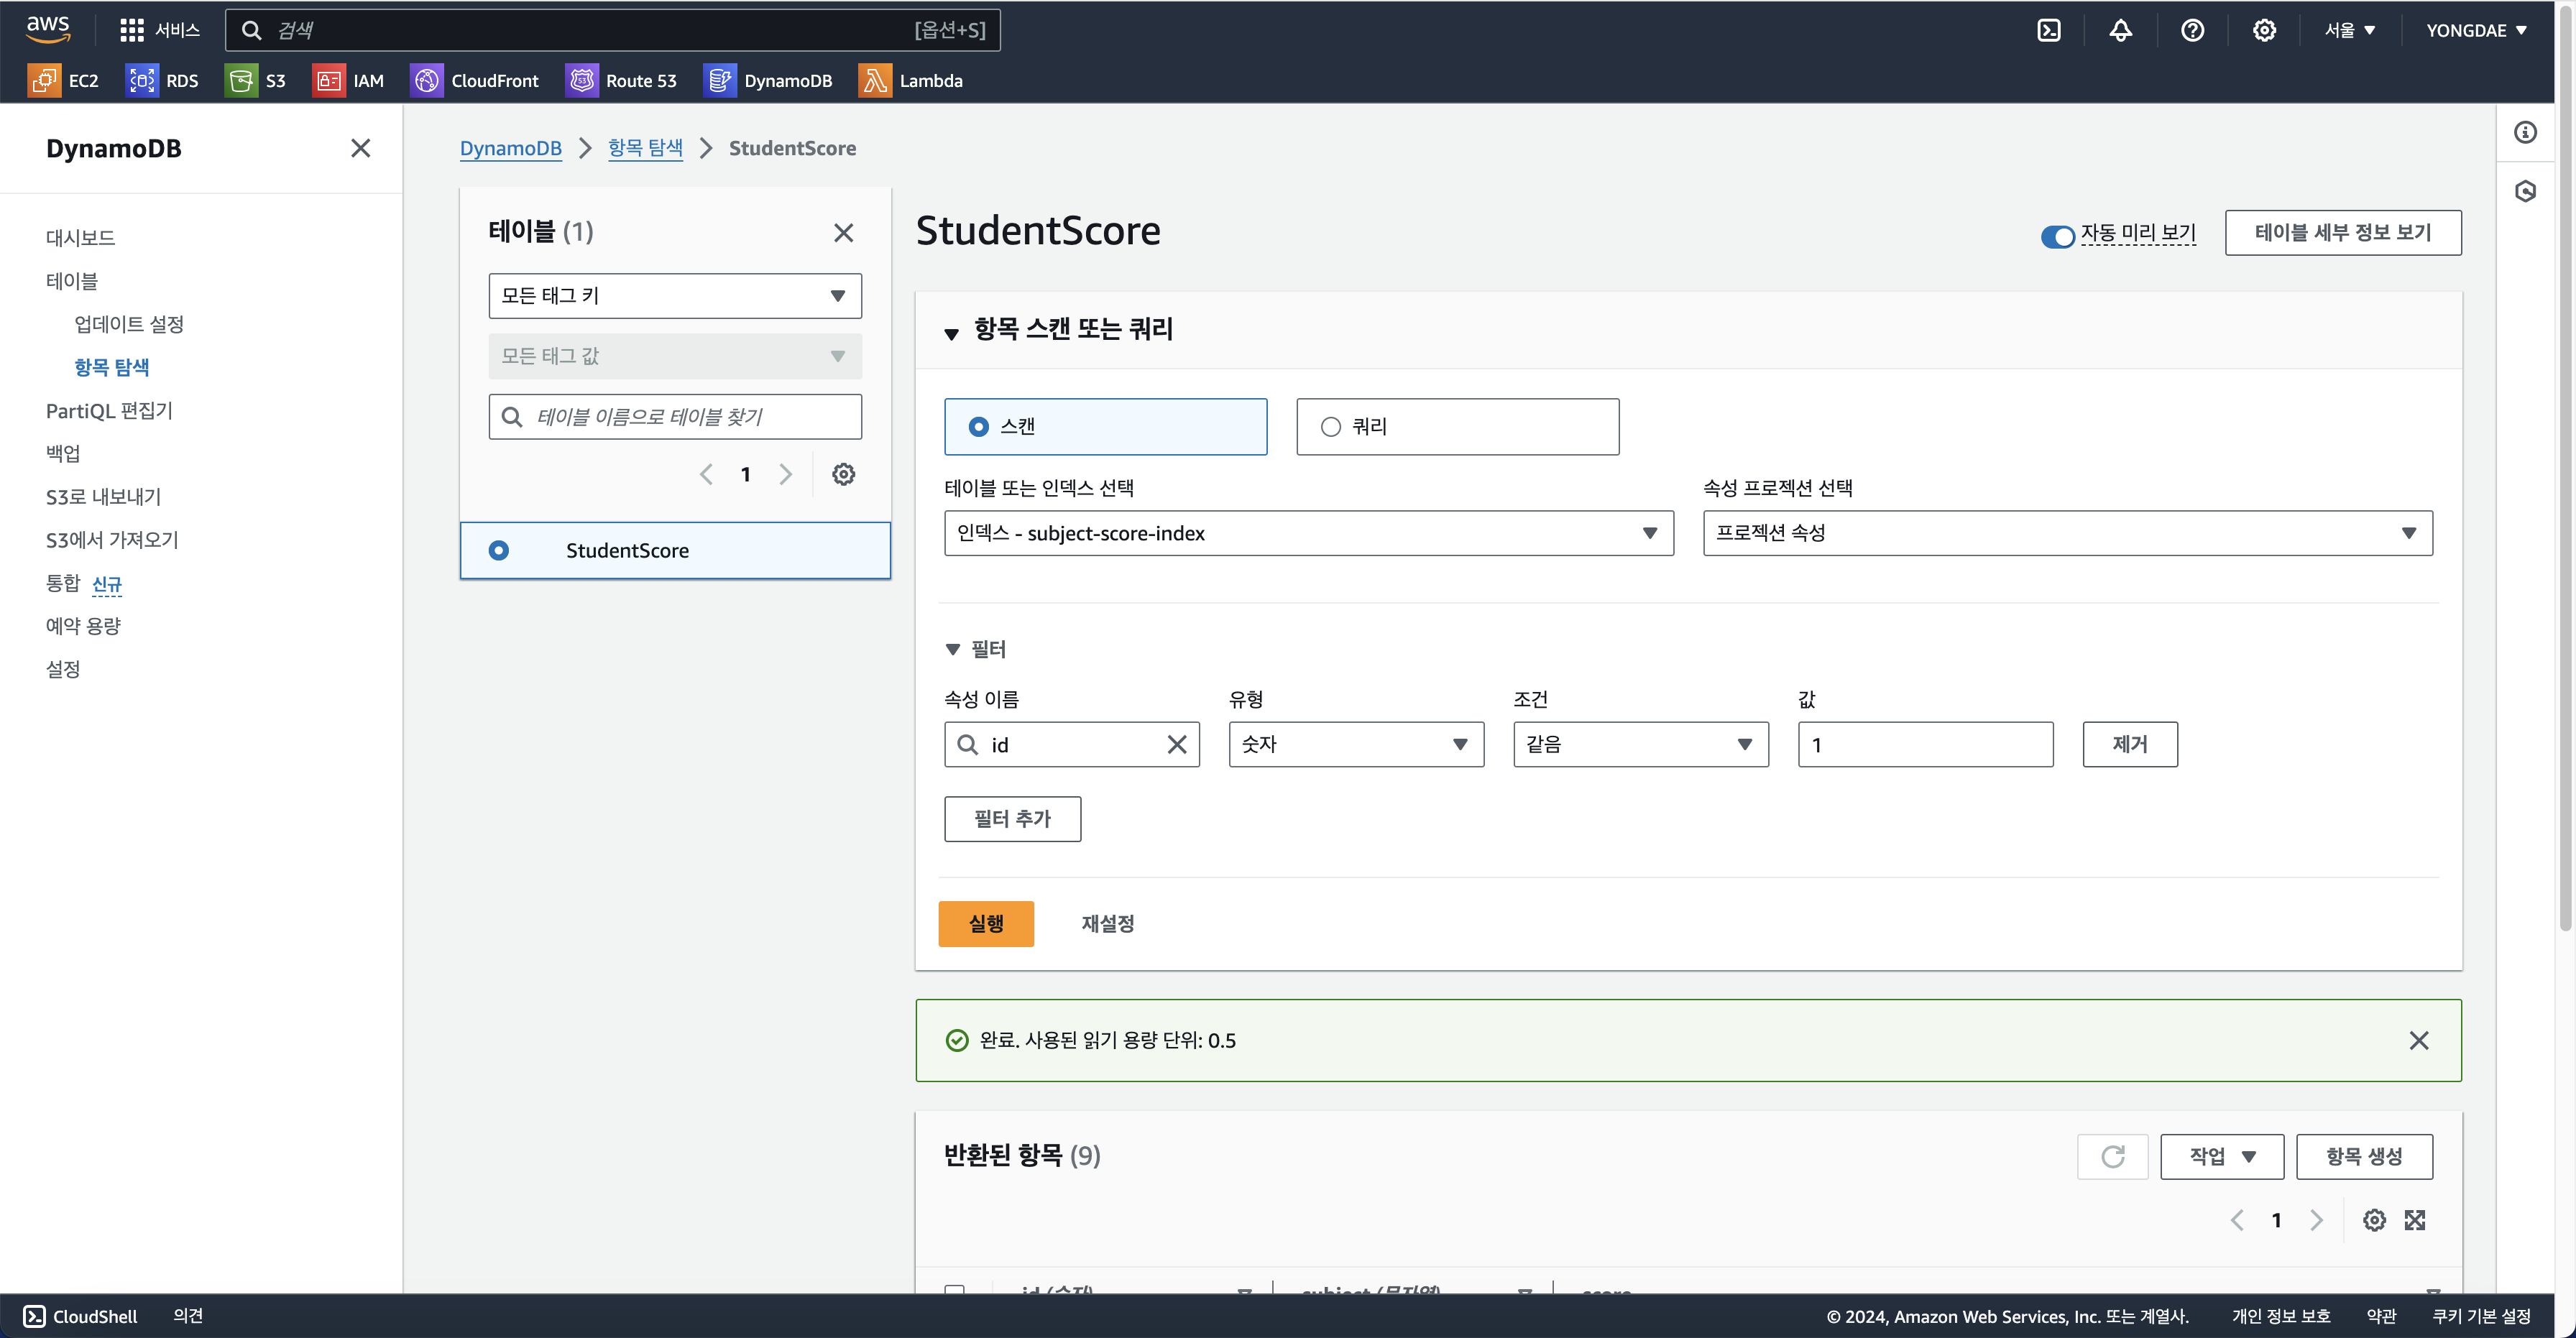 aws
서비스
검색
[옵션+S]
서울
YONGDAE
EC2
RDS
S3
IAM
CloudFront
Route 53
DynamoDB
Lambda
DynamoDB
대시보드
테이블
업데이트 설정
항목 탐색
PartiQL 편집기
백업
S3로 내보내기
S3에서 가져오기
통합 신규
예약 용량
설정
DynamoDB
항목 탐색
StudentScore
테이블 (1)
모든 태그 키
모든 태그 값
테이블 이름으로 테이블 찾기
1
StudentScore
StudentScore
자동 미리 보기
테이블 세부 정보 보기
항목 스캔 또는 쿼리
스캔
쿼리
테이블 또는 인덱스 선택
인덱스 - subject-score-index
속성 프로젝션 선택
프로젝션 속성
필터
속성 이름
유형
조건
값
id
숫자
같음
1
제거
필터 추가
실행
재설정
완료. 사용된 읽기 용량 단위: 0.5
반환된 항목 (9)
작업
항목 생성
1
id (숫자)
subject (문자열)
score
CloudShell
의견
© 2024, Amazon Web Services, Inc. 또는 계열사.
개인 정보 보호
약관
쿠키 기본 설정